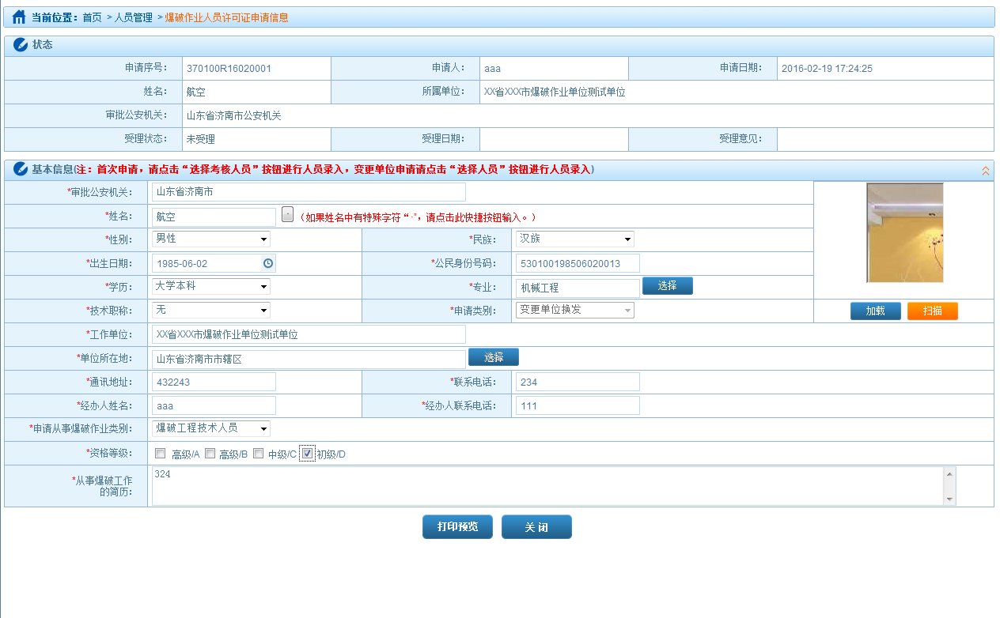 当前位置：首页 > 人员管理 > 爆破作业人员许可证申请信息
状态
申请序号： 370100R16020001 申请人： aaa 申请日期： 2016-02-19 17:24:25
姓名： 航空 所属单位： XX省XXX市爆破作业单位测试单位
审批公安机关： 山东省济南市公安机关
受理状态： 未受理 受理日期： 受理意见：
基本信息(注：首次申请，请点击“选择考核人员”按钮进行人员录入，变更单位申请请点击“选择人员”按钮进行人员录入)
*审批公安机关： 山东省济南市
*姓名： 航空 · （如果姓名中有特殊字符“·”，请点击此快捷按钮输入。）
*性别： 男性 *民族： 汉族
*出生日期： 1985-06-02 *公民身份号码： 530100198506020013
*学历： 大学本科 *专业： 机械工程 选择
*技术职称： 无 *申请类别： 变更单位换发 加载 扫描
*工作单位： XX省XXX市爆破作业单位测试单位
*单位所在地： 山东省济南市市辖区 选择
*通讯地址： 432243 *联系电话： 234
*经办人姓名： aaa *经办人联系电话： 111
*申请从事爆破作业类别： 爆破工程技术人员
*资格等级： 高级/A 高级/B 中级/C 初级/D
*从事爆破工作 324
的简历：
打印预览 关 闭